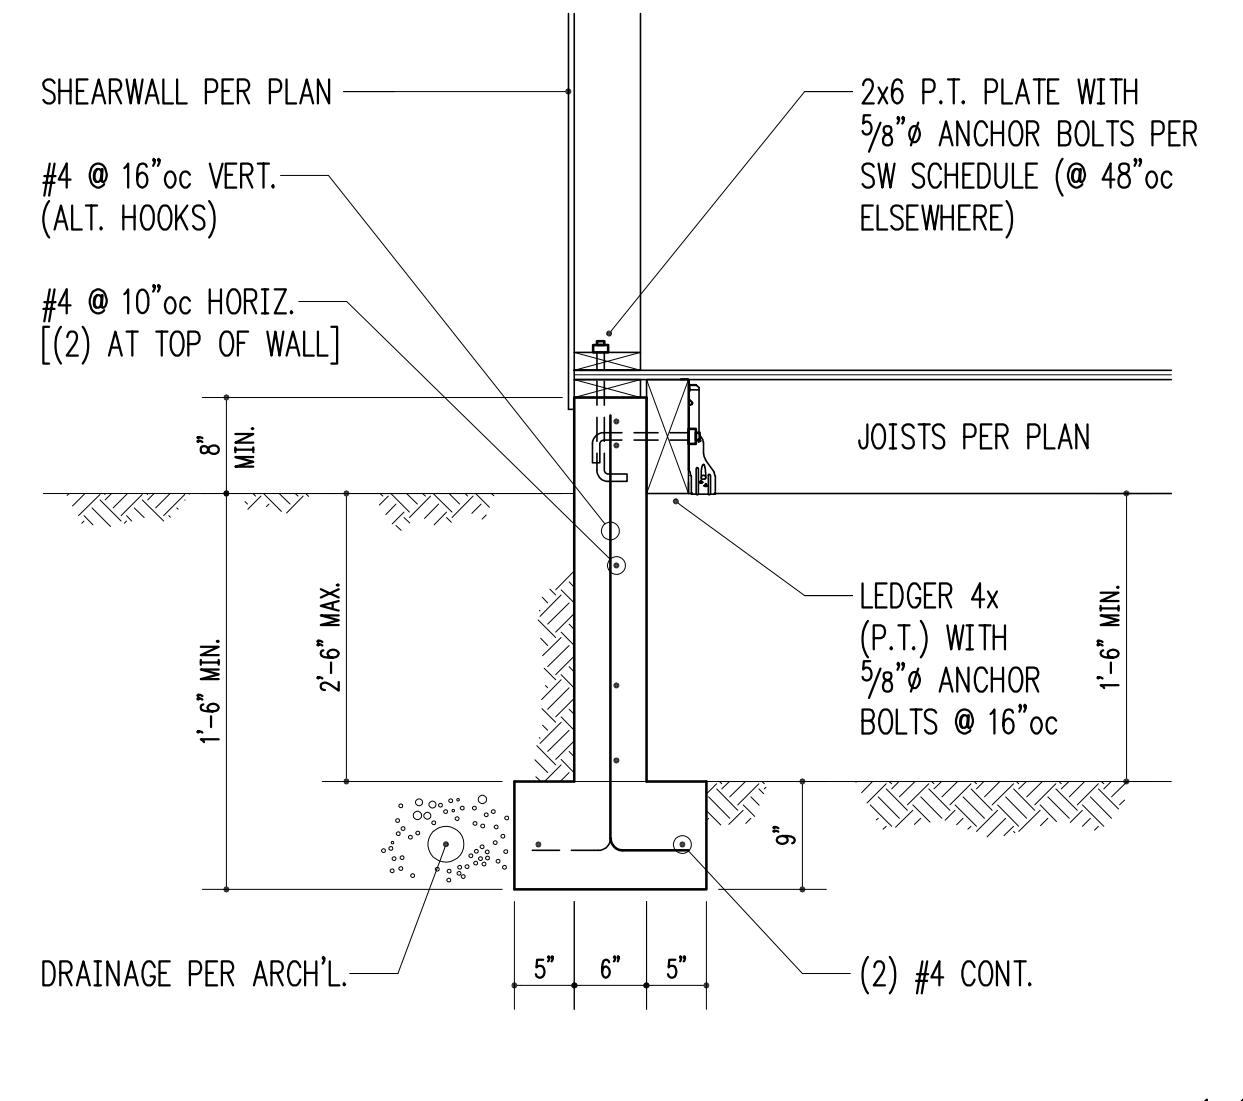 SHEARWALL PER PLAN
#4 @ 16"oc VERT.
(ALT. HOOKS)
#4 @ 10"oc HORIZ.
[(2) AT TOP OF WALL]
2x6 P.T. PLATE WITH
5/8"ø ANCHOR BOLTS PER
SW SCHEDULE (@ 48"oc
ELSEWHERE)
8"
MIN.
JOISTS PER PLAN
1'-6" MIN.
2'-6" MAX.
LEDGER 4x
(P.T.) WITH
5/8"ø ANCHOR
BOLTS @ 16"oc
1'-6" MIN.
9"
DRAINAGE PER ARCH'L.
5"
6"
5"
(2) #4 CONT.